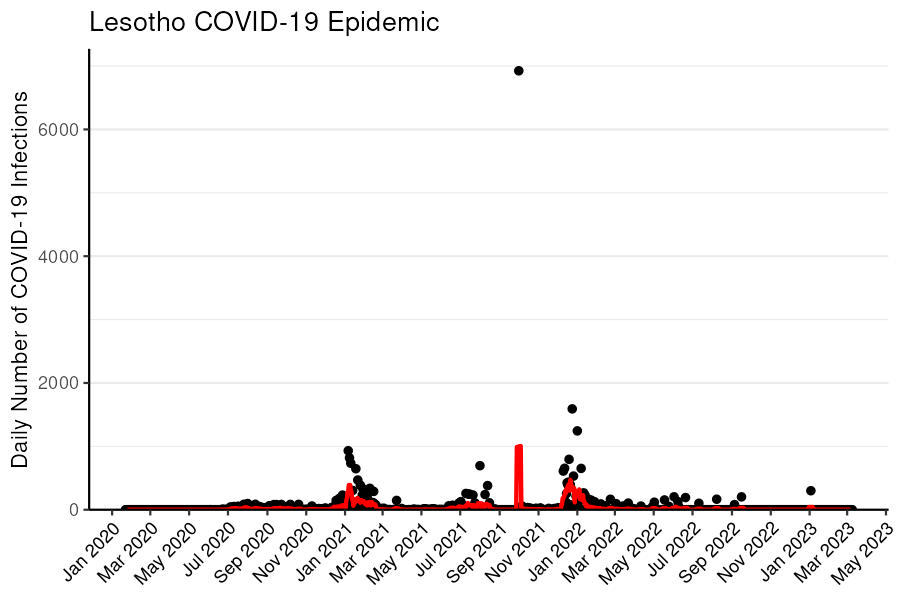 Lesotho COVID-19 Epidemic
Daily Number of COVID-19 Infections
6000
4000
2000
0
Jan 2020
Mar 2020
May 2020
Jul 2020
Sep 2020
Nov 2020
Jan 2021
Mar 2021
May 2021
Jul 2021
Sep 2021
Nov 2021
Jan 2022
Mar 2022
May 2022
Jul 2022
Sep 2022
Nov 2022
Jan 2023
Mar 2023
May 2023